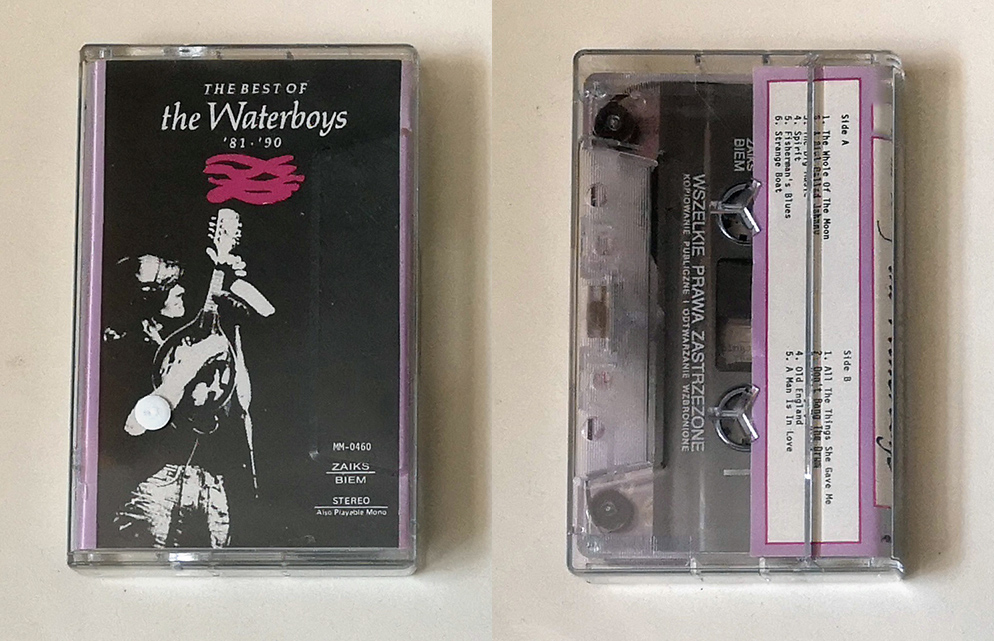 THE BEST OF
the Waterboys
'81-'90
MM-0460
ZAIKS
BIEM
STEREO
Also Playable Mono
Side A
1. The Whole Of The Moon
4. Spirit
5. Fisherman's Blues
6. Strange Boat
Side B
1. All The Things She Gave Me
2. Don't Bang The Drum
4. Old England
5. A Man Is In Love
ZAIKS
BIEM
WSZELKIE PRAWA ZASTRZEŻONE
KOPIOWANIE PUBLICZNE I ODTWARZANIE WZBRONIONE